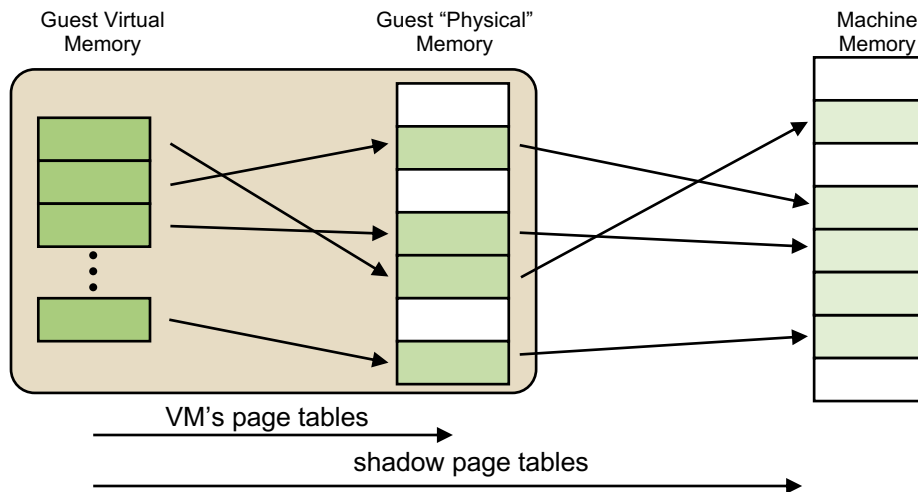 Guest Virtual
Memory
Guest “Physical”
Memory
Machine
Memory
VM’s page tables
shadow page tables